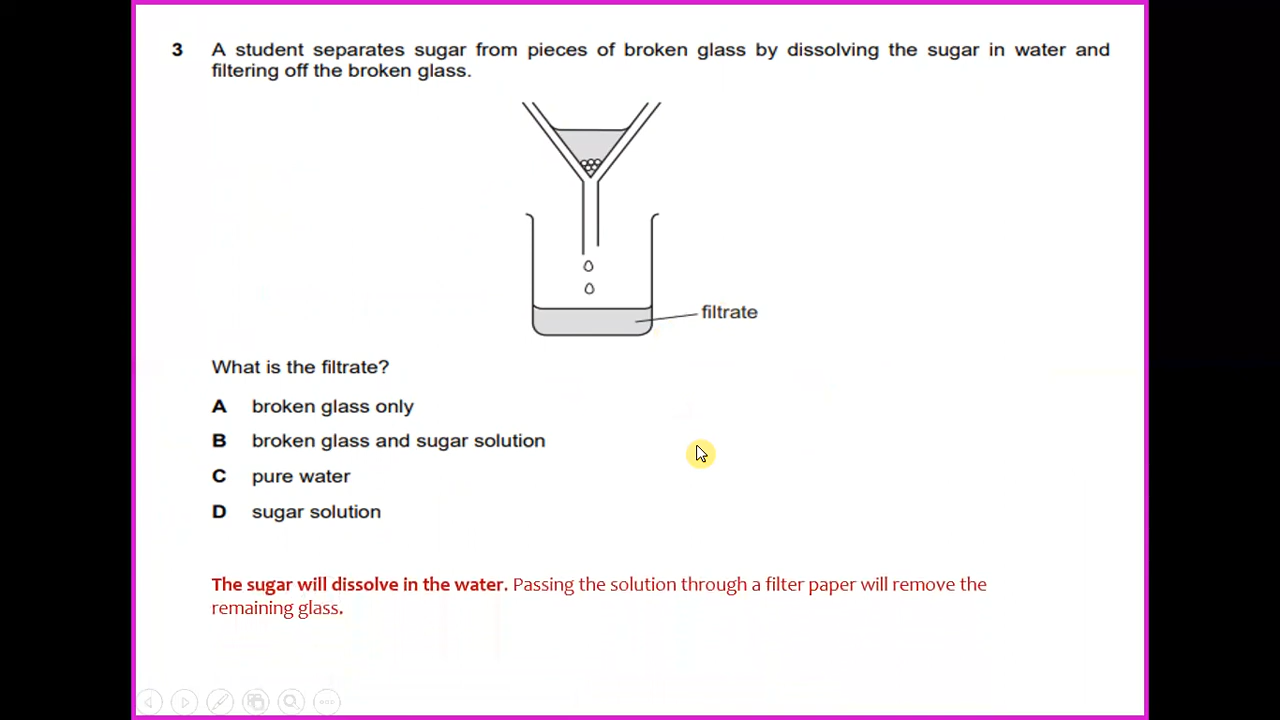 3 A student separates sugar from pieces of broken glass by dissolving the sugar in water and
filtering off the broken glass.
filtrate
What is the filtrate?
A broken glass only
B broken glass and sugar solution
C pure water
D sugar solution
The sugar will dissolve in the water. Passing the solution through a filter paper will remove the
remaining glass.